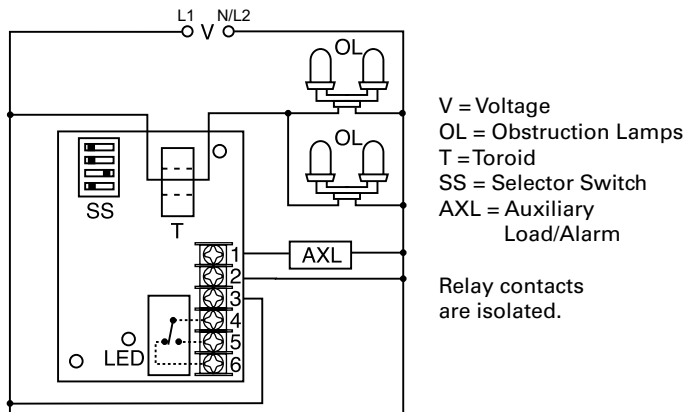 L1 V N/L2
OL
OL
SS
T
1
AXL
2
3
4
5
6
LED
V = Voltage
OL = Obstruction Lamps
T = Toroid
SS = Selector Switch
AXL = Auxiliary
Load/Alarm
Relay contacts
are isolated.